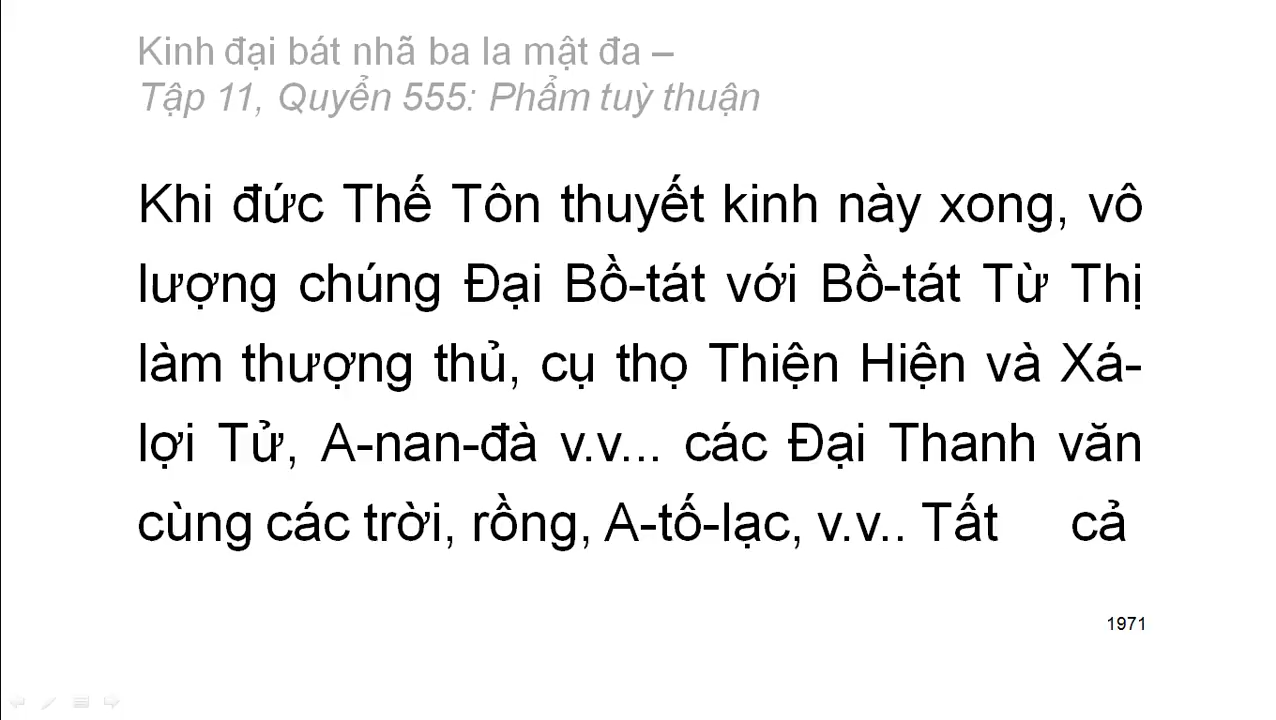 Kinh đại bát nhã ba la mật đa –
Tập 11, Quyển 555: Phẩm tuỳ thuận
Khi đức Thế Tôn thuyết kinh này xong, vô
lượng chúng Đại Bồ-tát với Bồ-tát Từ Thị
làm thượng thủ, cụ thọ Thiện Hiện và Xá-
lợi Tử, A-nan-đà v.v... các Đại Thanh văn
cùng các trời, rồng, A-tố-lạc, v.v.. Tất cả
1971